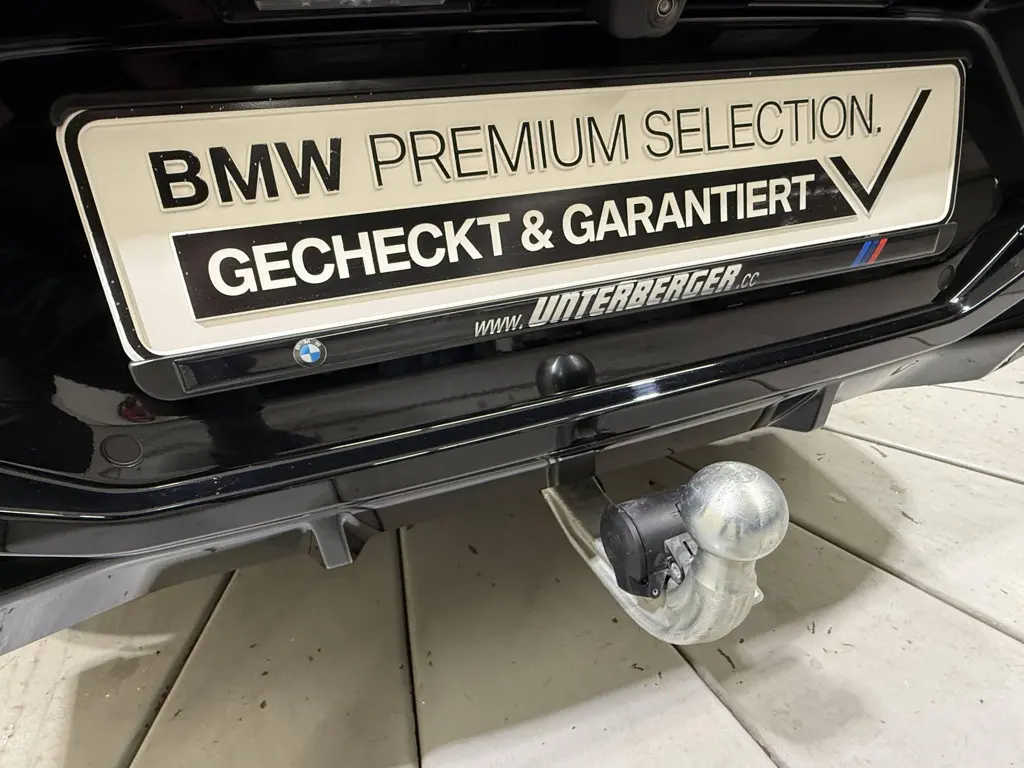 BMW PREMIUM SELECTION.
GECHECKT & GARANTIERT
www.UNTERBERGER.cc